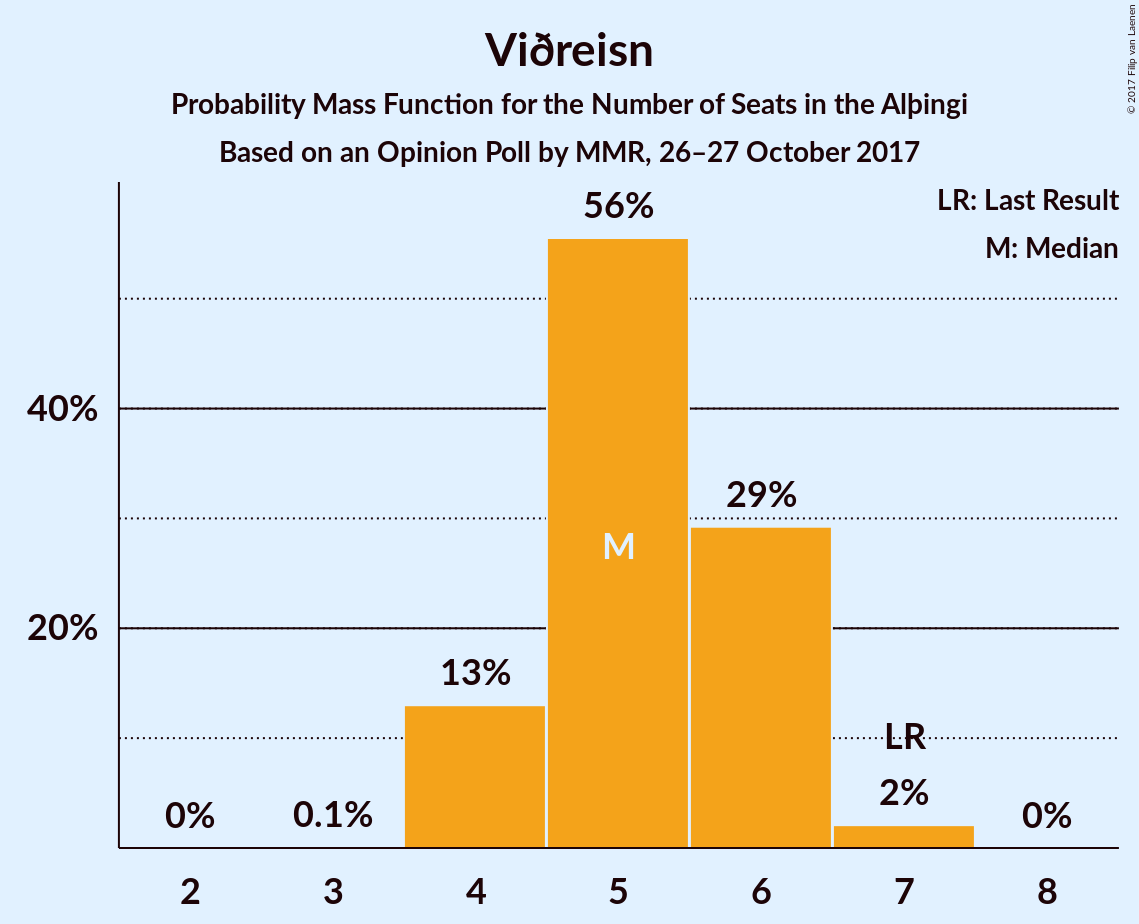 Viðreisn
Probability Mass Function for the Number of Seats in the Alþingi
Based on an Opinion Poll by MMR, 26–27 October 2017
© 2017 Filip van Laenen
LR: Last Result
M: Median
40%
20%
0%
0.1%
13%
56%
M
29%
LR
2%
0%
2 3 4 5 6 7 8